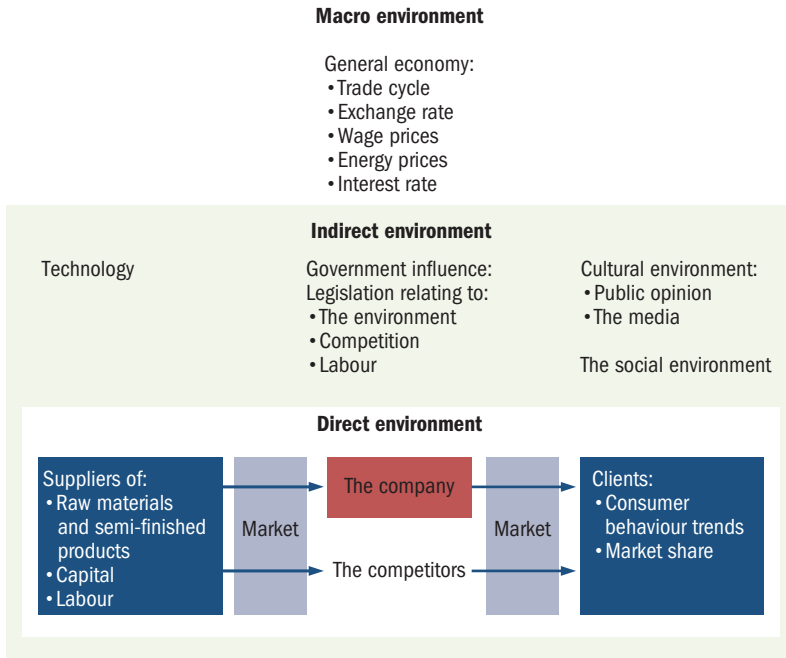 Macro environment
General economy:
• Trade cycle
• Exchange rate
• Wage prices
• Energy prices
• Interest rate
Indirect environment
Technology
Government influence:
Legislation relating to:
• The environment
• Competition
• Labour
Cultural environment:
• Public opinion
• The media
The social environment
Direct environment
Suppliers of:
• Raw materials
and semi-finished
products
• Capital
• Labour
Market
The company
The competitors
Market
Clients:
• Consumer
behaviour trends
• Market share